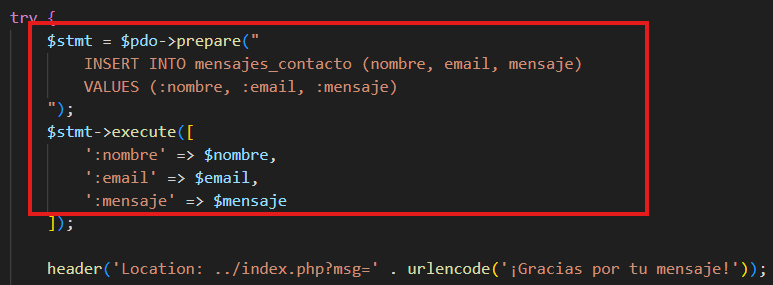 try {
$stmt = $pdo->prepare("
INSERT INTO mensajes_contacto (nombre, email, mensaje)
VALUES (:nombre, :email, :mensaje)
");
$stmt->execute([
':nombre' => $nombre,
':email' => $email,
':mensaje' => $mensaje
]);
header('Location: ../index.php?msg=' . urlencode('¡Gracias por tu mensaje!'));